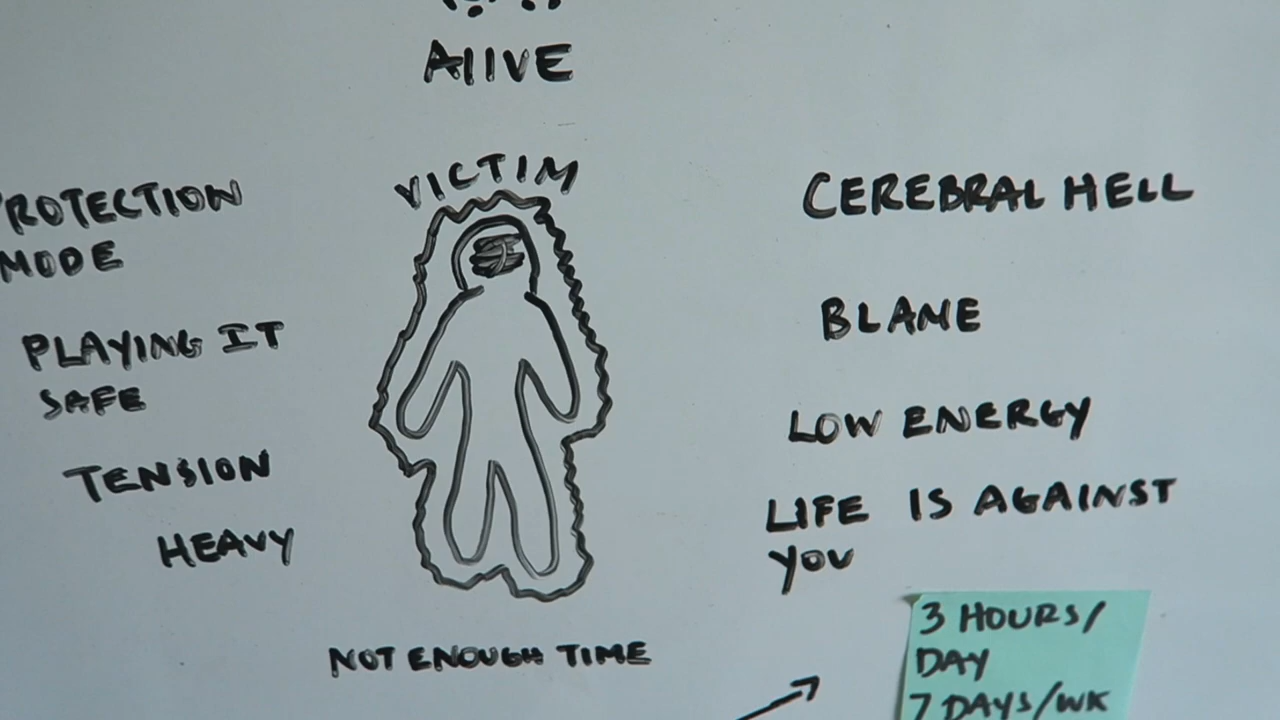 AIIVE
VICTIM
PROTECTION
MODE
PLAYING IT
SAFE
TENSION
HEAVY
CEREBRAL HELL
BLAME
LOW ENERGY
LIFE IS AGAINST
YOU
NOT ENOUGH TIME
3 HOURS/
DAY
7 DAYS/WK